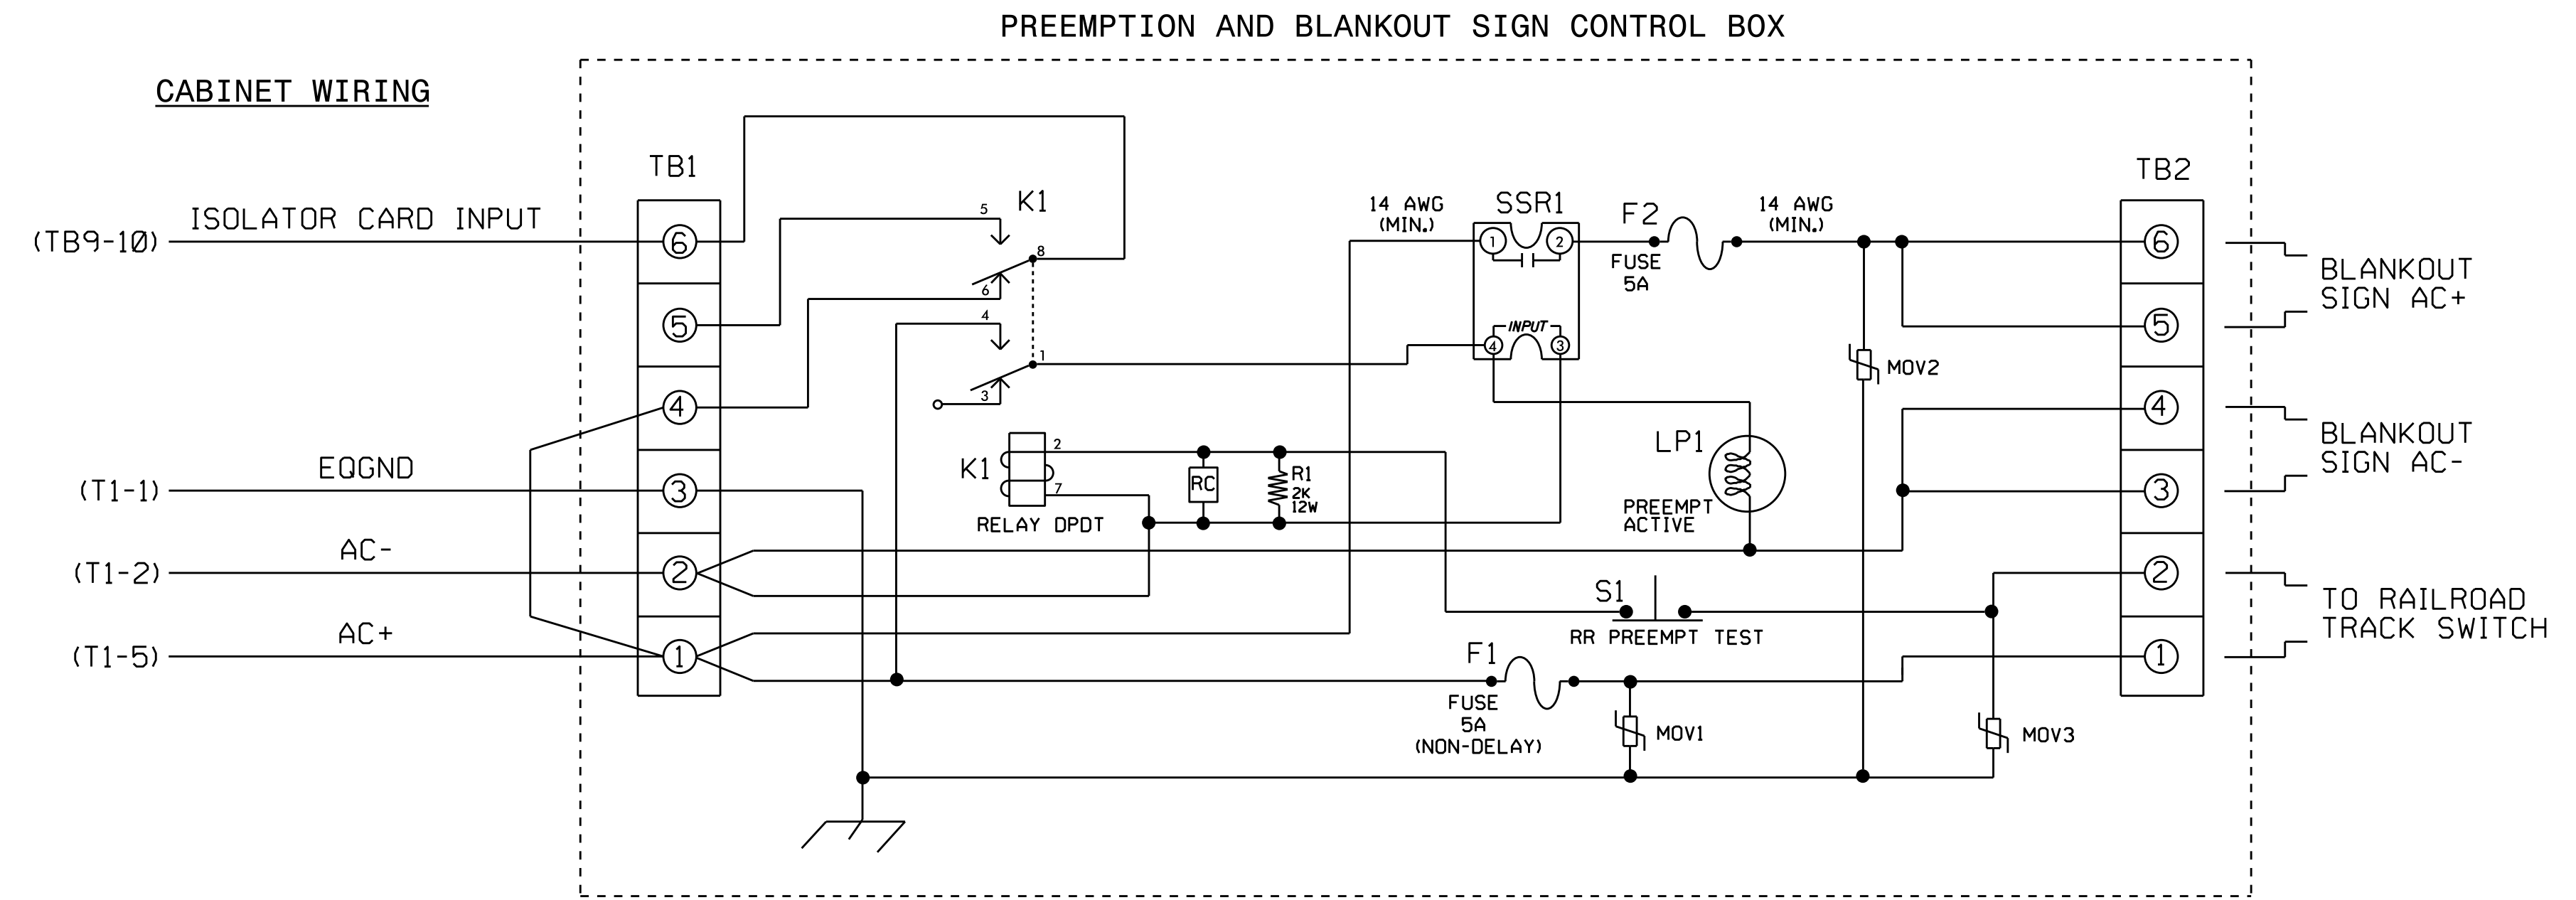 PREEMPTION AND BLANKOUT SIGN CONTROL BOX
CABINET WIRING
TB1
TB2
(TB9-10)
ISOLATOR CARD INPUT
6
5
4
3
2
1
(T1-1)
EQGND
(T1-2)
AC-
(T1-5)
AC+
K1
5
8
6
4
1
3
K1
2
7
RELAY DPDT
RC
R1
2K
12W
14 AWG
(MIN.)
SSR1
1
2
INPUT
4
3
F2
FUSE
5A
14 AWG
(MIN.)
MOV2
LP1
PREEMPT
ACTIVE
S1
RR PREEMPT TEST
F1
FUSE
5A
(NON-DELAY)
MOV1
MOV3
6
5
4
3
2
1
BLANKOUT
SIGN AC+
BLANKOUT
SIGN AC-
TO RAILROAD
TRACK SWITCH